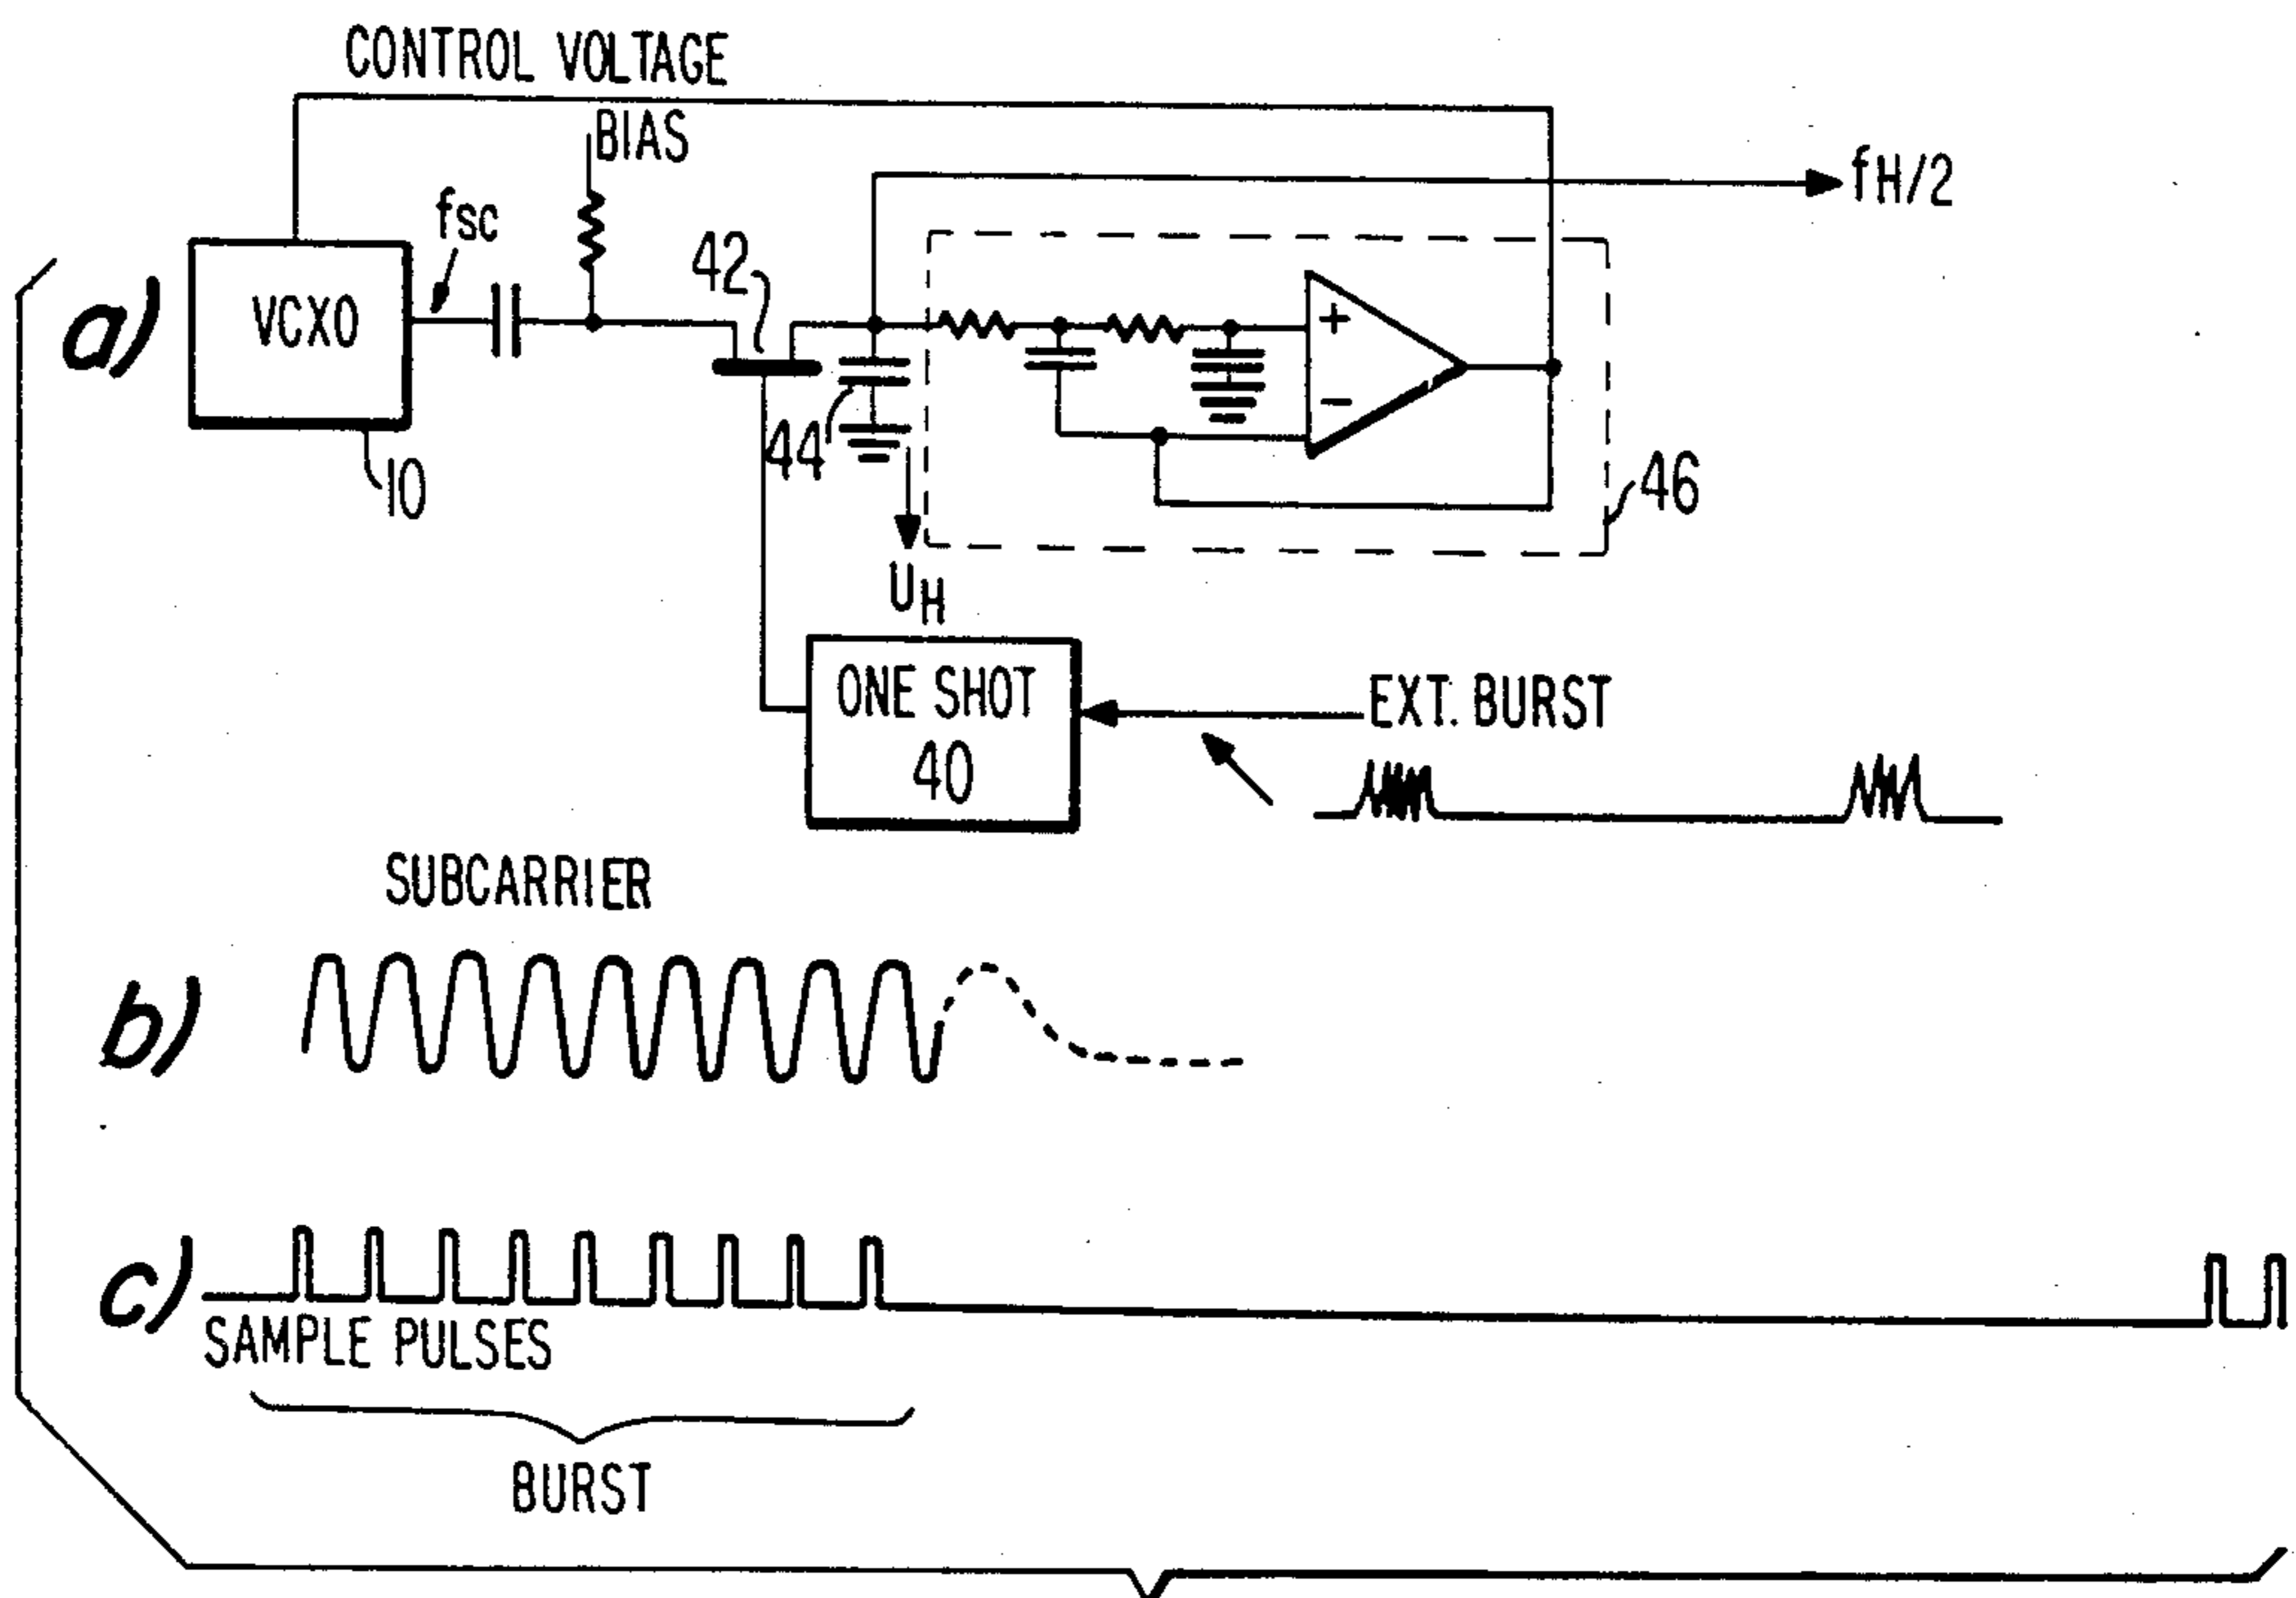 CONTROL VOLTAGE
BIAS
fH/2
fsc
42
a)
VCXO
+
−
44
10
46
UH
ONE SHOT
40
EXT. BURST
SUBCARRIER
b)
c)
SAMPLE PULSES
BURST